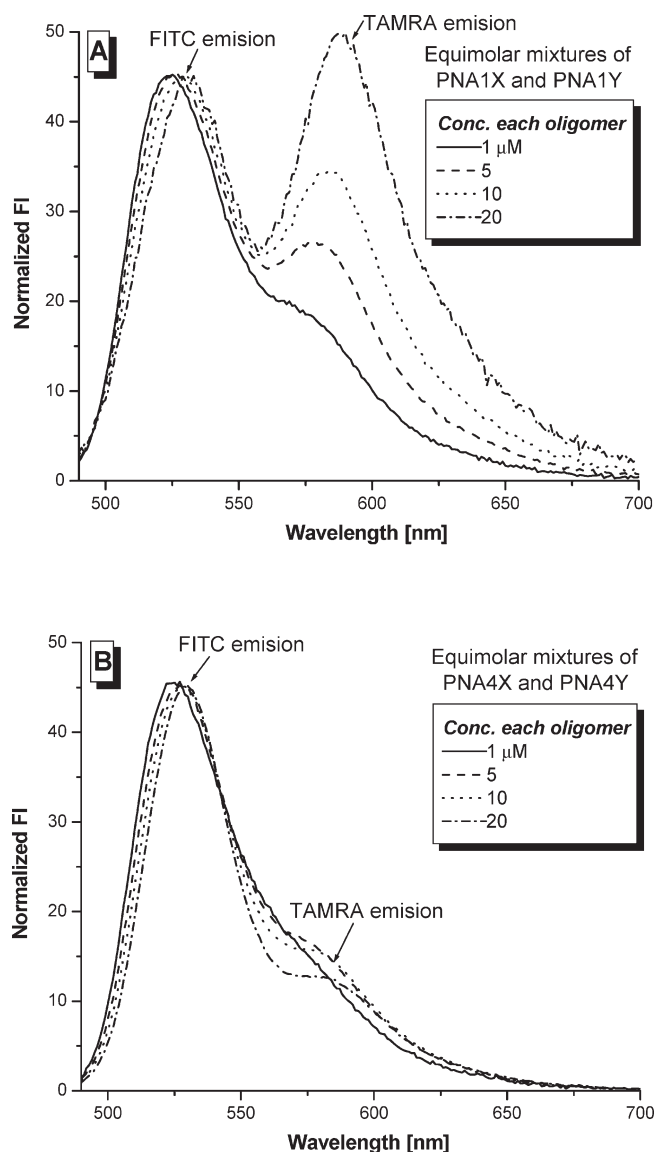 A
FITC emision
TAMRA emision
Equimolar mixtures of
PNA1X and PNA1Y
Conc. each oligomer
1 μM
5
10
20
Normalized FI
50
40
30
20
10
0
500
550
600
650
700
Wavelength [nm]
B
FITC emision
TAMRA emision
Equimolar mixtures of
PNA4X and PNA4Y
Conc. each oligomer
1 μM
5
10
20
Normalized FI
50
40
30
20
10
0
500
550
600
650
700
Wavelength [nm]